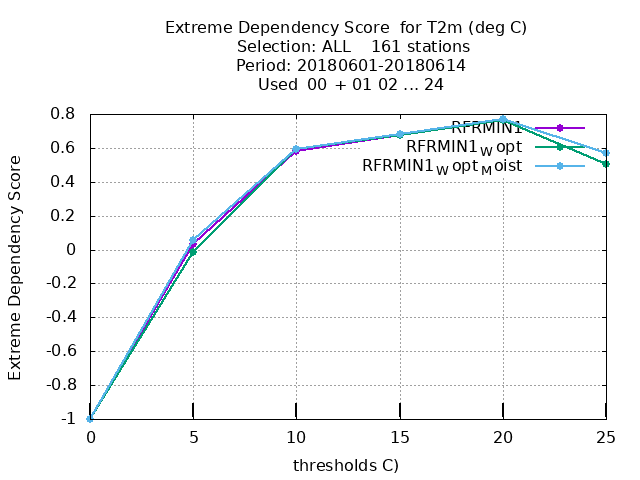 Extreme Dependency Score  for T2m (deg C)
Selection: ALL    161 stations
Period: 20180601-20180614
Used  00 + 01 02 ... 24
RFRMIN1
RFRMIN1Wopt
RFRMIN1WoptMoist
Extreme Dependency Score
0.8
0.6
0.4
0.2
0
-0.2
-0.4
-0.6
-0.8
-1
0 5 10 15 20 25
thresholds C)